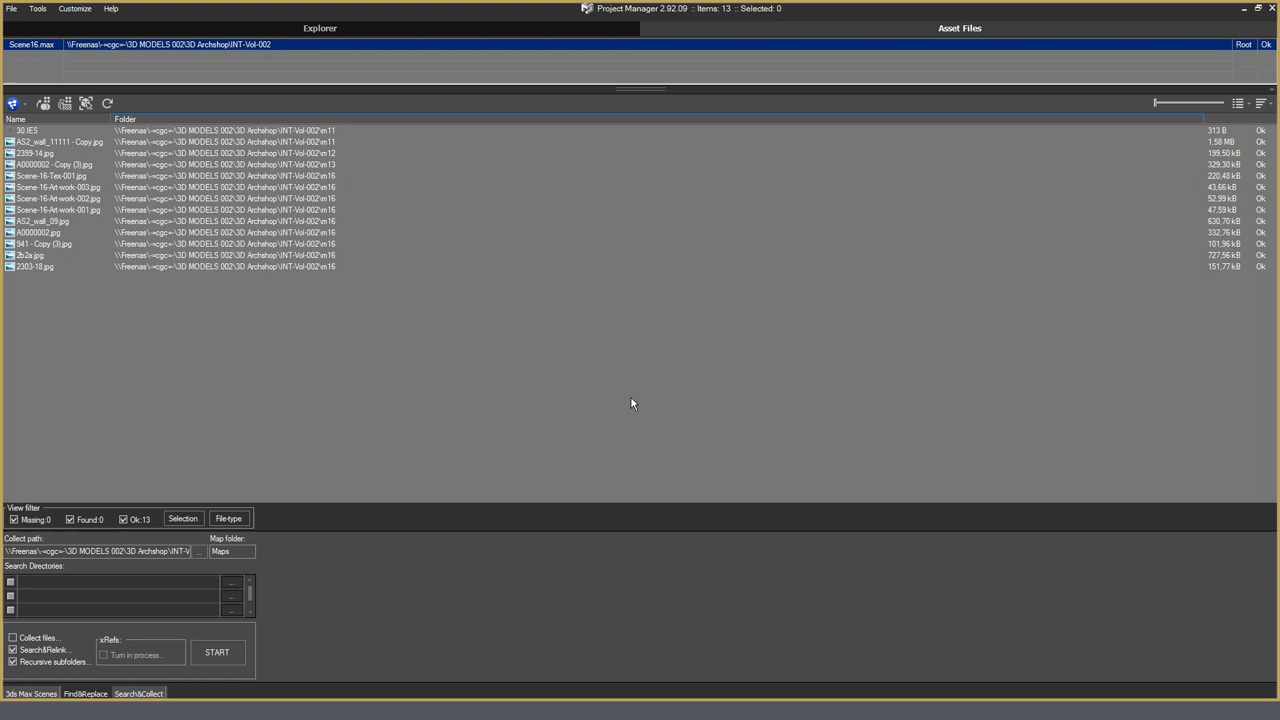 File Tools Customize Help Project Manager 2.92.09 :: Items: 13 :: Selected: 0
Explorer Asset Files
Scene16.max \\Freenas\-=cgc=-\3D MODELS 002\3D Archshop\INT-Vol-002 Root Ok
Name Folder
30.IES \\Freenas\-=cgc=-\3D MODELS 002\3D Archshop\INT-Vol-002\m11 313 B Ok
AS2_wall_11111 - Copy.jpg \\Freenas\-=cgc=-\3D MODELS 002\3D Archshop\INT-Vol-002\m11 1,58 MB Ok
2399-14.jpg \\Freenas\-=cgc=-\3D MODELS 002\3D Archshop\INT-Vol-002\m12 199,50 kB Ok
A0000002 - Copy (3).jpg \\Freenas\-=cgc=-\3D MODELS 002\3D Archshop\INT-Vol-002\m13 329,30 kB Ok
Scene-16-Tex-001.jpg \\Freenas\-=cgc=-\3D MODELS 002\3D Archshop\INT-Vol-002\m16 220,48 kB Ok
Scene-16-Art-work-003.jpg \\Freenas\-=cgc=-\3D MODELS 002\3D Archshop\INT-Vol-002\m16 43,66 kB Ok
Scene-16-Art-work-002.jpg \\Freenas\-=cgc=-\3D MODELS 002\3D Archshop\INT-Vol-002\m16 52,99 kB Ok
Scene-16-Art-work-001.jpg \\Freenas\-=cgc=-\3D MODELS 002\3D Archshop\INT-Vol-002\m16 47,59 kB Ok
AS2_wall_09.jpg \\Freenas\-=cgc=-\3D MODELS 002\3D Archshop\INT-Vol-002\m16 630,70 kB Ok
A0000002.jpg \\Freenas\-=cgc=-\3D MODELS 002\3D Archshop\INT-Vol-002\m16 332,76 kB Ok
941 - Copy (3).jpg \\Freenas\-=cgc=-\3D MODELS 002\3D Archshop\INT-Vol-002\m16 101,96 kB Ok
2b2a.jpg \\Freenas\-=cgc=-\3D MODELS 002\3D Archshop\INT-Vol-002\m16 727,56 kB Ok
2303-18.jpg \\Freenas\-=cgc=-\3D MODELS 002\3D Archshop\INT-Vol-002\m16 151,77 kB Ok
View filter
Missing:0 Found:0 Ok:13 Selection File-type
Collect path: Map folder:
\\Freenas\-=cgc=-\3D MODELS 002\3D Archshop\INT-V ... Maps
Search Directories:
...
...
...
Collect files... xRefs:
Search&Relink... Turn in process... START
Recursive subfolders...
3ds Max Scenes Find&Replace Search&Collect